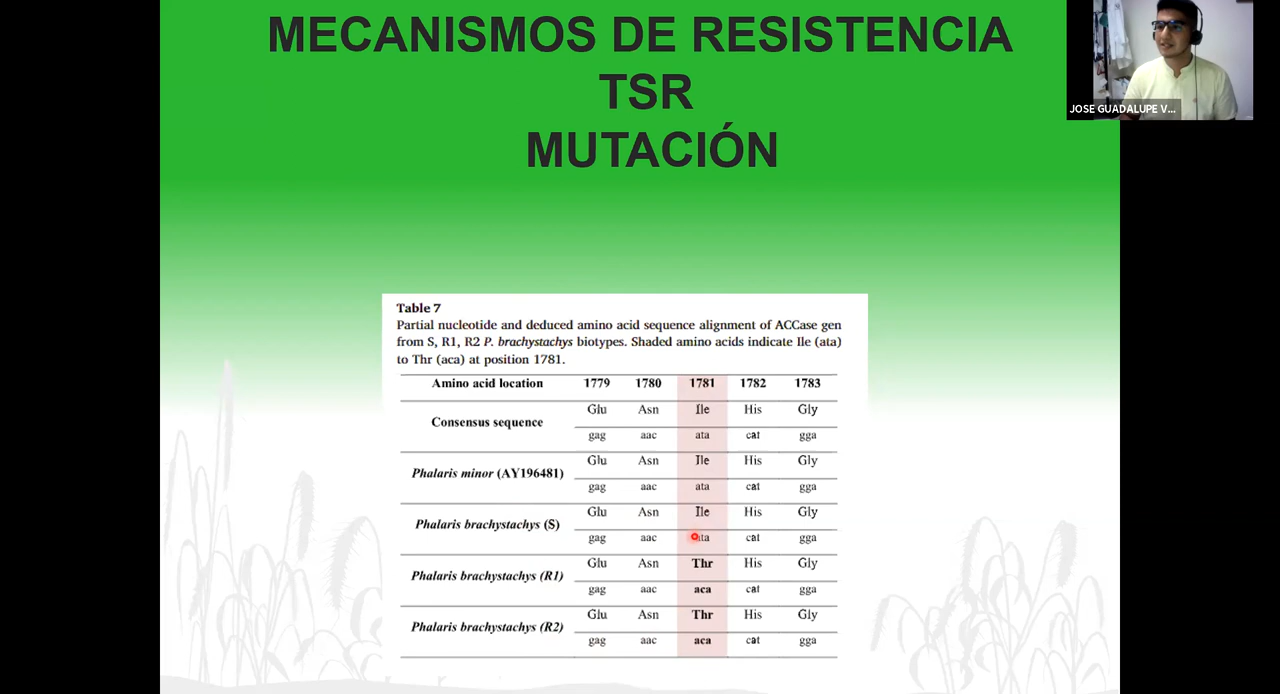 MECANISMOS DE RESISTENCIA
TSR
MUTACIÓN
JOSE GUADALUPE V...
Table 7
Partial nucleotide and deduced amino acid sequence alignment of ACCase gen
from S, R1, R2 P. brachystachys biotypes. Shaded amino acids indicate Ile (ata)
to Thr (aca) at position 1781.
Amino acid location 1779 1780 1781 1782 1783
Consensus sequence
Glu Asn Ile His Gly
gag aac ata cat gga
Phalaris minor (AY196481)
Glu Asn Ile His Gly
gag aac ata cat gga
Phalaris brachystachys (S)
Glu Asn Ile His Gly
gag aac ata cat gga
Phalaris brachystachys (R1)
Glu Asn Thr His Gly
gag aac aca cat gga
Phalaris brachystachys (R2)
Glu Asn Thr His Gly
gag aac aca cat gga